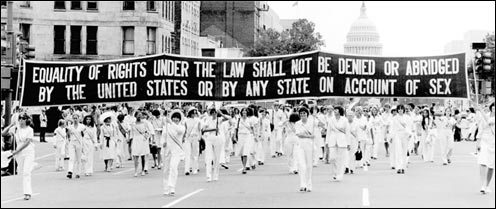 EQUALITY OF RIGHTS UNDER THE LAW SHALL NOT BE DENIED OR ABRIDGED
BY THE UNITED STATES OR BY ANY STATE ON ACCOUNT OF SEX